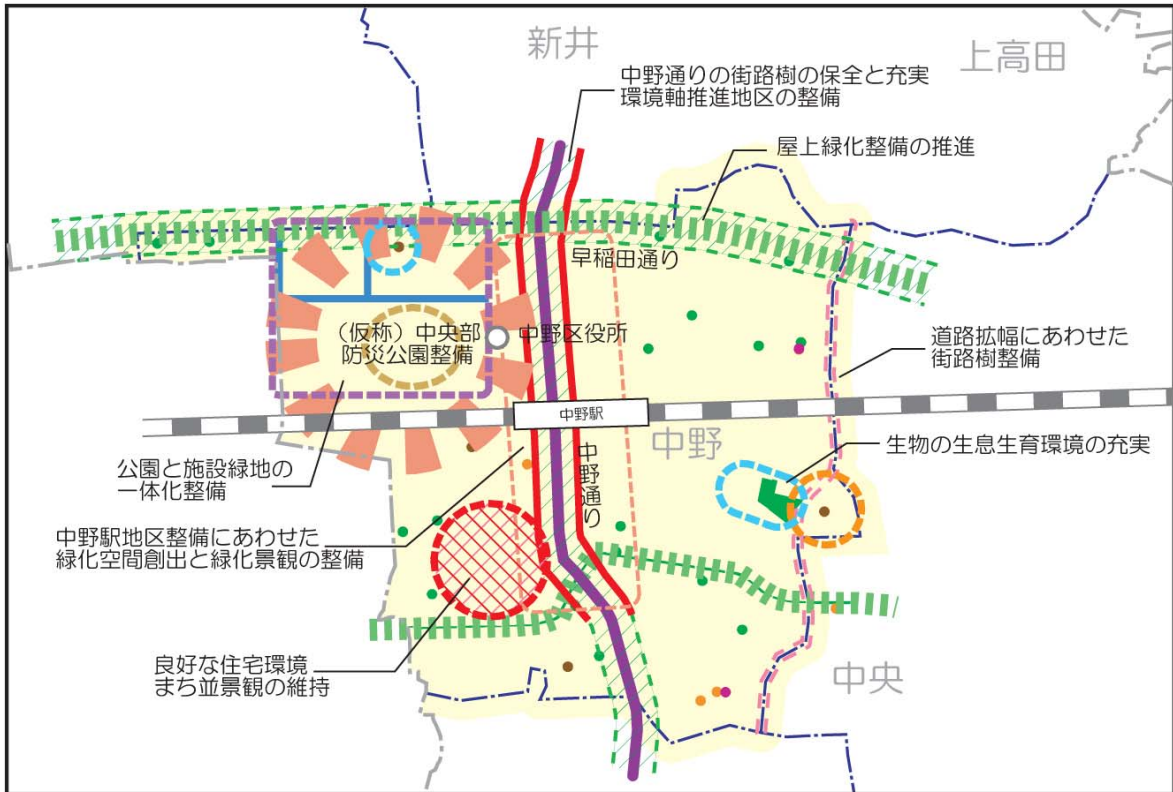 新井
上高田
中野通りの街路樹の保全と充実
環境軸推進地区の整備
屋上緑化整備の推進
早稲田通り
（仮称）中央部
防災公園整備
中野区役所
道路拡幅にあわせた
街路樹整備
中野駅
中野
中野通り
生物の生息生育環境の充実
公園と施設緑地の
一体化整備
中野駅地区整備にあわせた
緑化空間創出と緑化景観の整備
良好な住宅環境
まち並景観の維持
中央